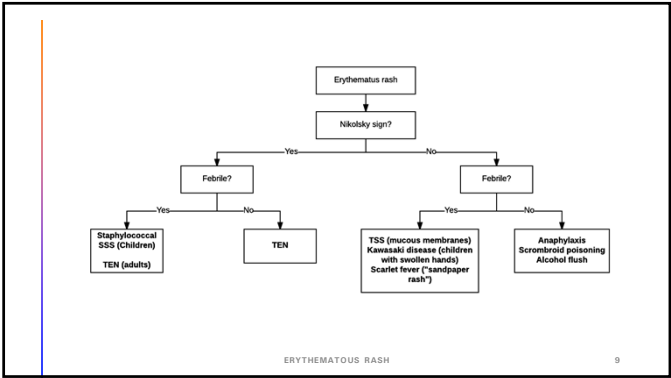 Erythematus rash
Nikolsky sign?
Yes
No
Febrile?
Febrile?
Yes
No
Yes
No
Staphylococcal
SSS (Children)
TEN (adults)
TEN
TSS (mucous membranes)
Kawasaki disease (children
with swollen hands)
Scarlet fever ("sandpaper
rash")
Anaphylaxis
Scrombroid poisoning
Alcohol flush
ERYTHEMATOUS RASH
9